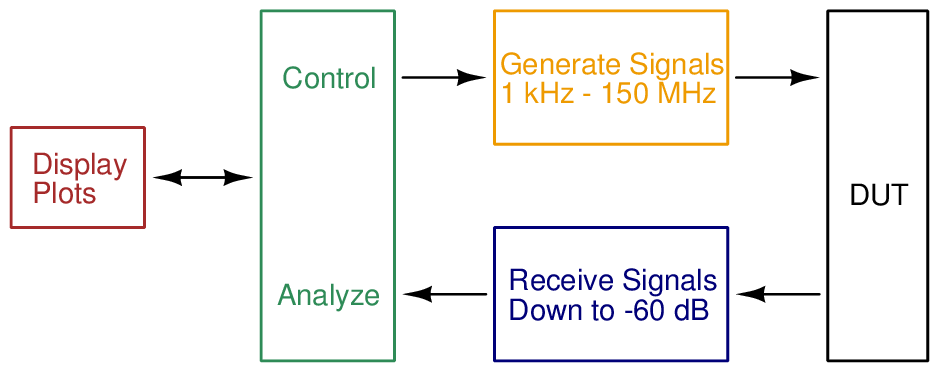 Control
Generate Signals
1 kHz - 150 MHz
Display
Plots
DUT
Analyze
Receive Signals
Down to -60 dB